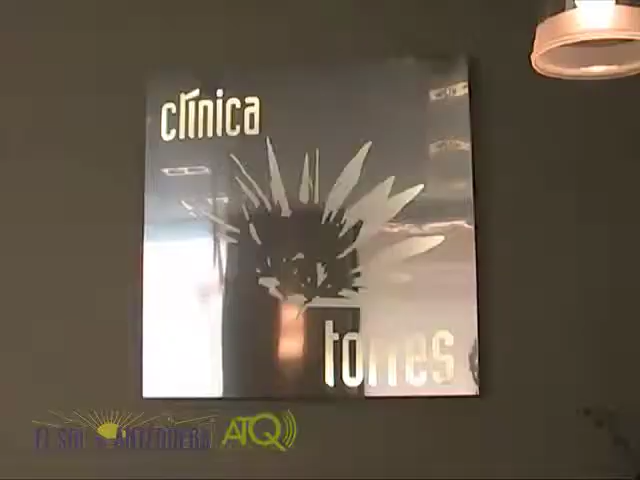 clínica
torres
EL SOL DE ANTEQUERA ATQ